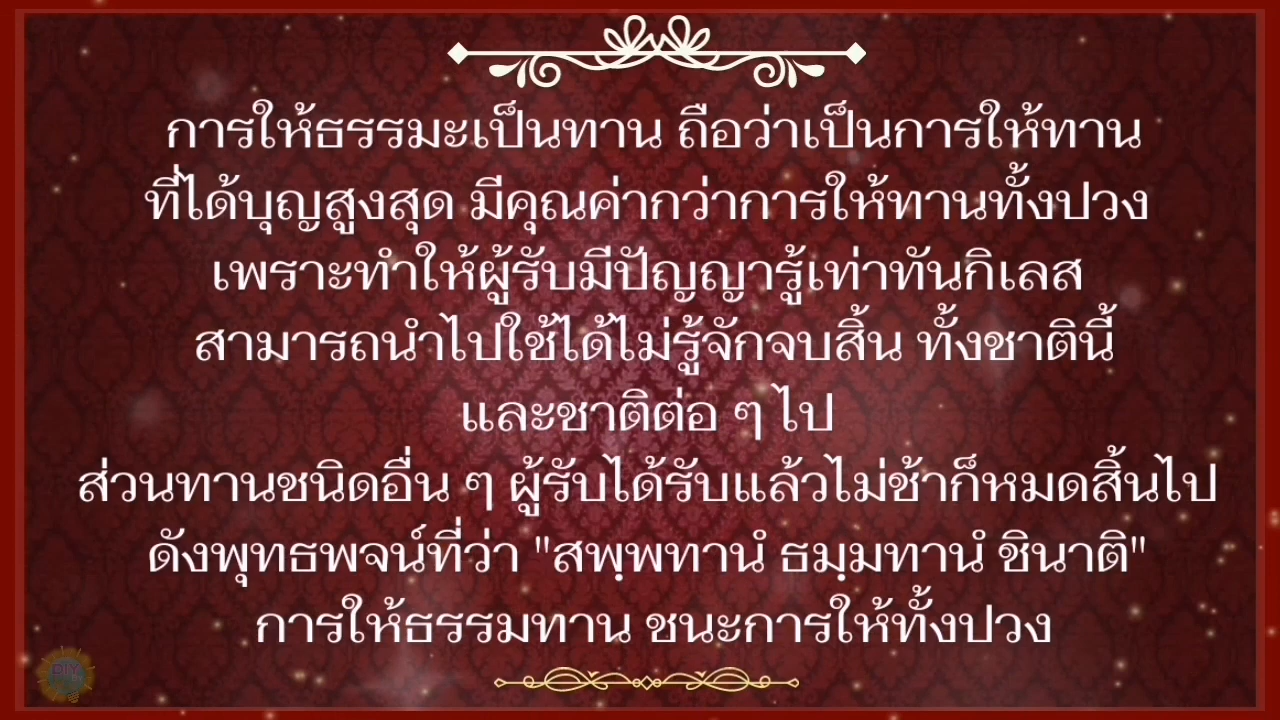 การให้ธรรมะเป็นทาน ถือว่าเป็นการให้ทาน
ที่ได้บุญสูงสุด มีคุณค่ากว่าการให้ทานทั้งปวง
เพราะทำให้ผู้รับมีปัญญารู้เท่าทันกิเลส
สามารถนำไปใช้ได้ไม่รู้จักจบสิ้น ทั้งชาตินี้
และชาติต่อ ๆ ไป
ส่วนทานชนิดอื่น ๆ ผู้รับได้รับแล้วไม่ช้าก็หมดสิ้นไป
ดังพุทธพจน์ที่ว่า "สพฺพทานํ ธมฺมทานํ ชินาติ"
การให้ธรรมทาน ชนะการให้ทั้งปวง
DIY